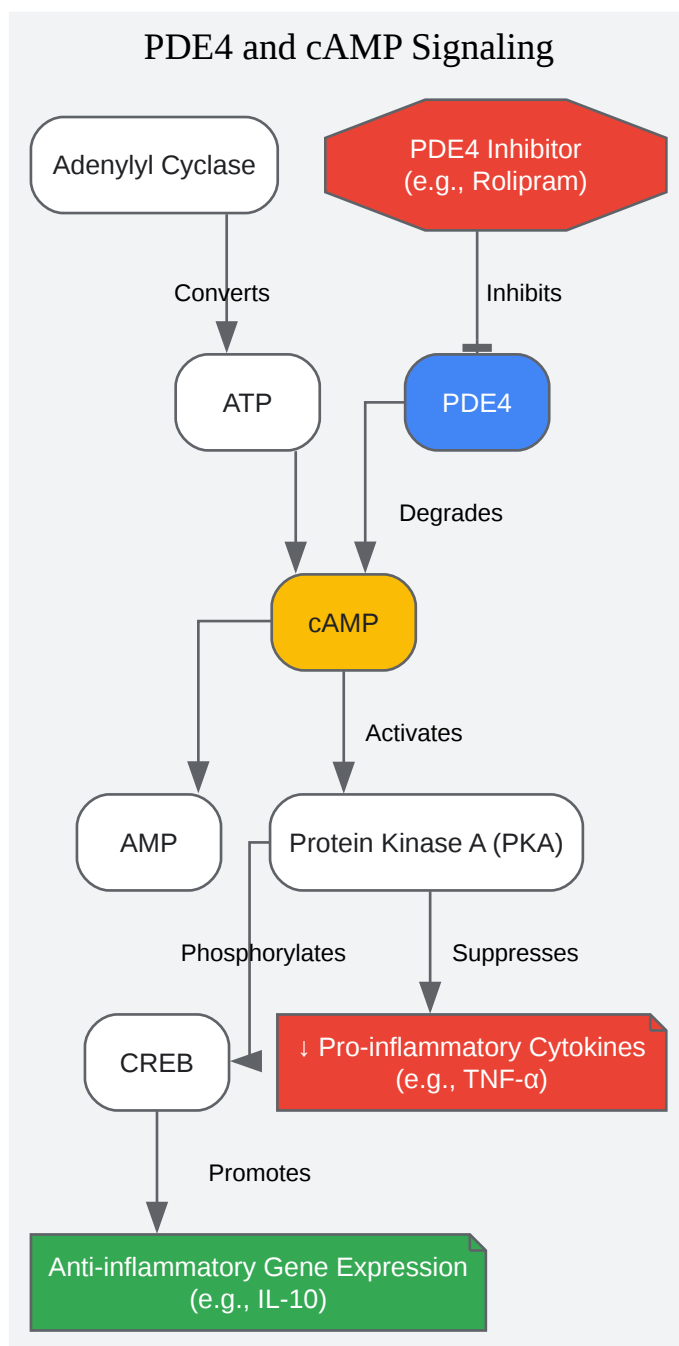 PDE4 and cAMP Signaling
Adenylyl Cyclase
PDE4 Inhibitor
(e.g., Rolipram)
Converts
Inhibits
ATP
PDE4
Degrades
cAMP
Activates
AMP
Protein Kinase A (PKA)
Phosphorylates
Suppresses
CREB
↓ Pro-inflammatory Cytokines
(e.g., TNF-α)
Promotes
Anti-inflammatory Gene Expression
(e.g., IL-10)